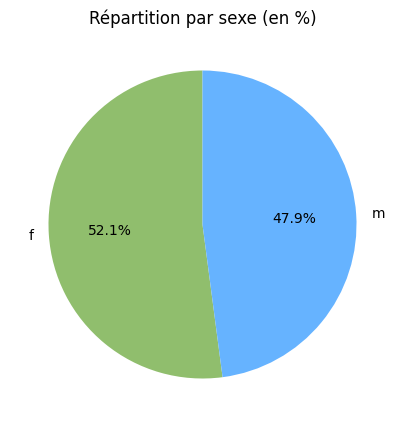 Répartition par sexe (en %)
47.9%
m
52.1%
f